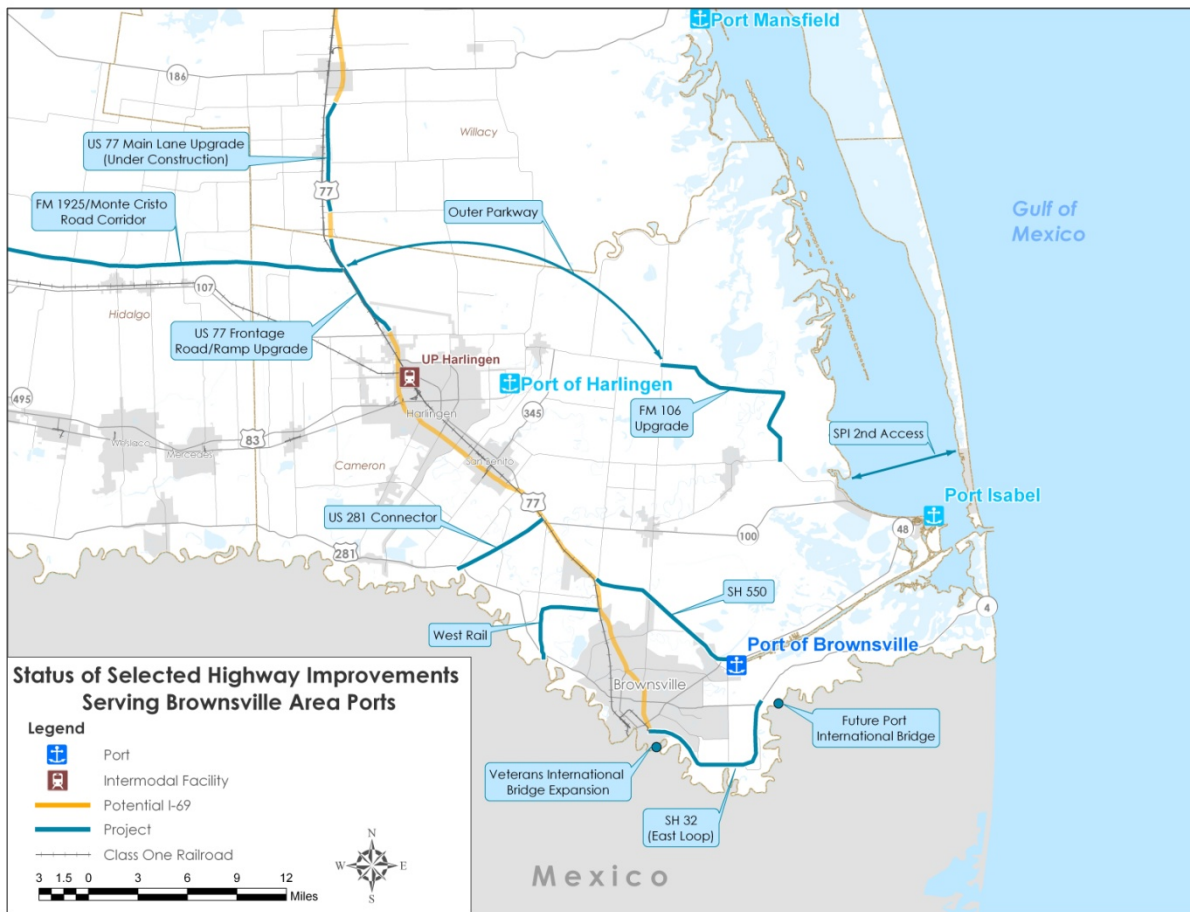 Port Mansfield
186
Willacy
US 77 Main Lane Upgrade
(Under Construction)
77
FM 1925/Monte Cristo
Road Corridor
Outer Parkway
Gulf of
Mexico
107
Hidalgo
US 77 Frontage
Road/Ramp Upgrade
UP Harlingen
Port of Harlingen
495
Harlingen
345
FM 106
Upgrade
83
Weslaco
Mercedes
SPI 2nd Access
Cameron
San Benito
Port Isabel
77
US 281 Connector
48
100
281
SH 550
4
West Rail
Port of Brownsville
Brownsville
Future Port
International Bridge
Veterans International
Bridge Expansion
SH 32
(East Loop)
Mexico
Status of Selected Highway Improvements
Serving Brownsville Area Ports
Legend
Port
Intermodal Facility
Potential I-69
Project
Class One Railroad
3 1.5 0 3 6 9 12
Miles
N
W E
S